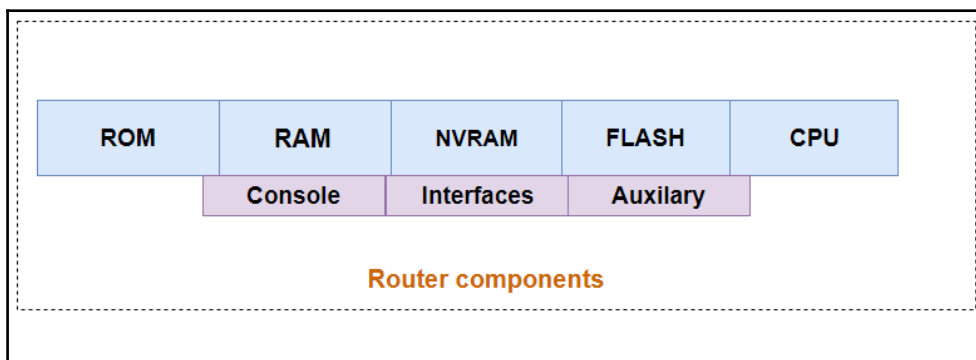 ROM RAM NVRAM FLASH CPU
Console Interfaces Auxilary
Router components